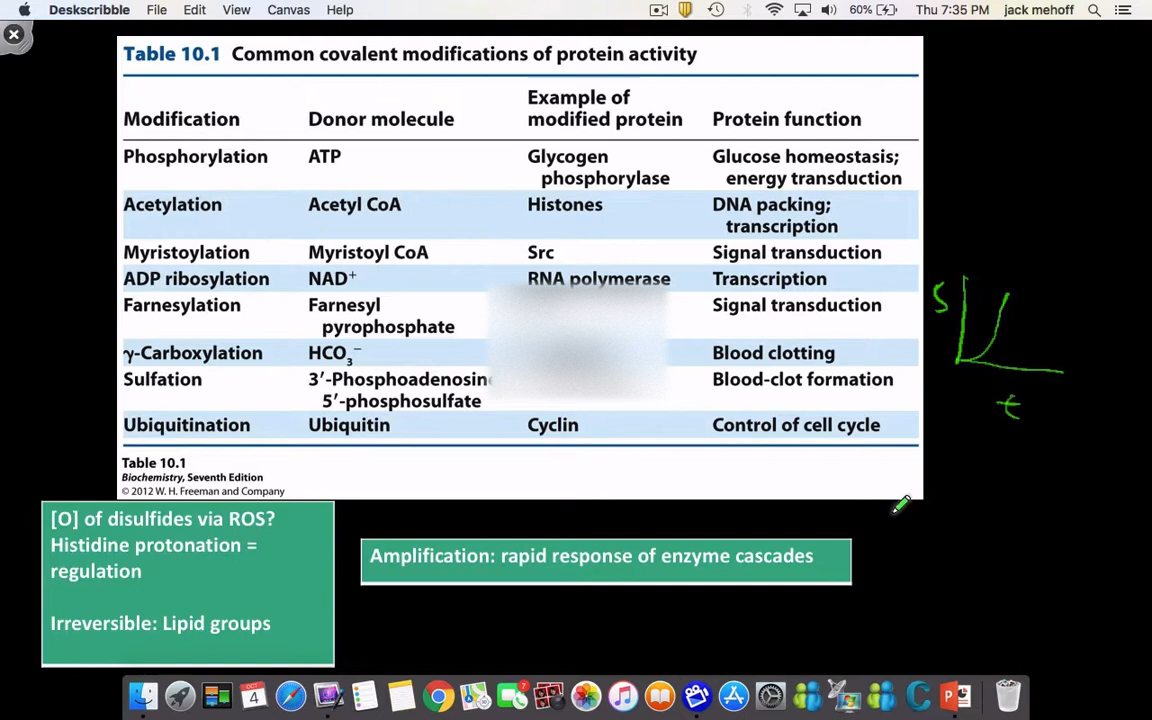 Deskscribble File Edit View Canvas Help 60% Thu 7:35 PM jack mehoff
Table 10.1 Common covalent modifications of protein activity
Modification Donor molecule Example of modified protein Protein function
Phosphorylation ATP Glycogen phosphorylase Glucose homeostasis; energy transduction
Acetylation Acetyl CoA Histones DNA packing; transcription
Myristoylation Myristoyl CoA Src Signal transduction
ADP ribosylation NAD⁺ RNA polymerase Transcription
Farnesylation Farnesyl pyrophosphate Signal transduction
γ-Carboxylation HCO₃⁻ Blood clotting
Sulfation 3′-Phosphoadenosine 5′-phosphosulfate Blood-clot formation
Ubiquitination Ubiquitin Cyclin Control of cell cycle
Table 10.1
Biochemistry, Seventh Edition
© 2012 W. H. Freeman and Company
S
t
[O] of disulfides via ROS?
Histidine protonation =
regulation
Irreversible: Lipid groups
Amplification: rapid response of enzyme cascades
OCT
4
7